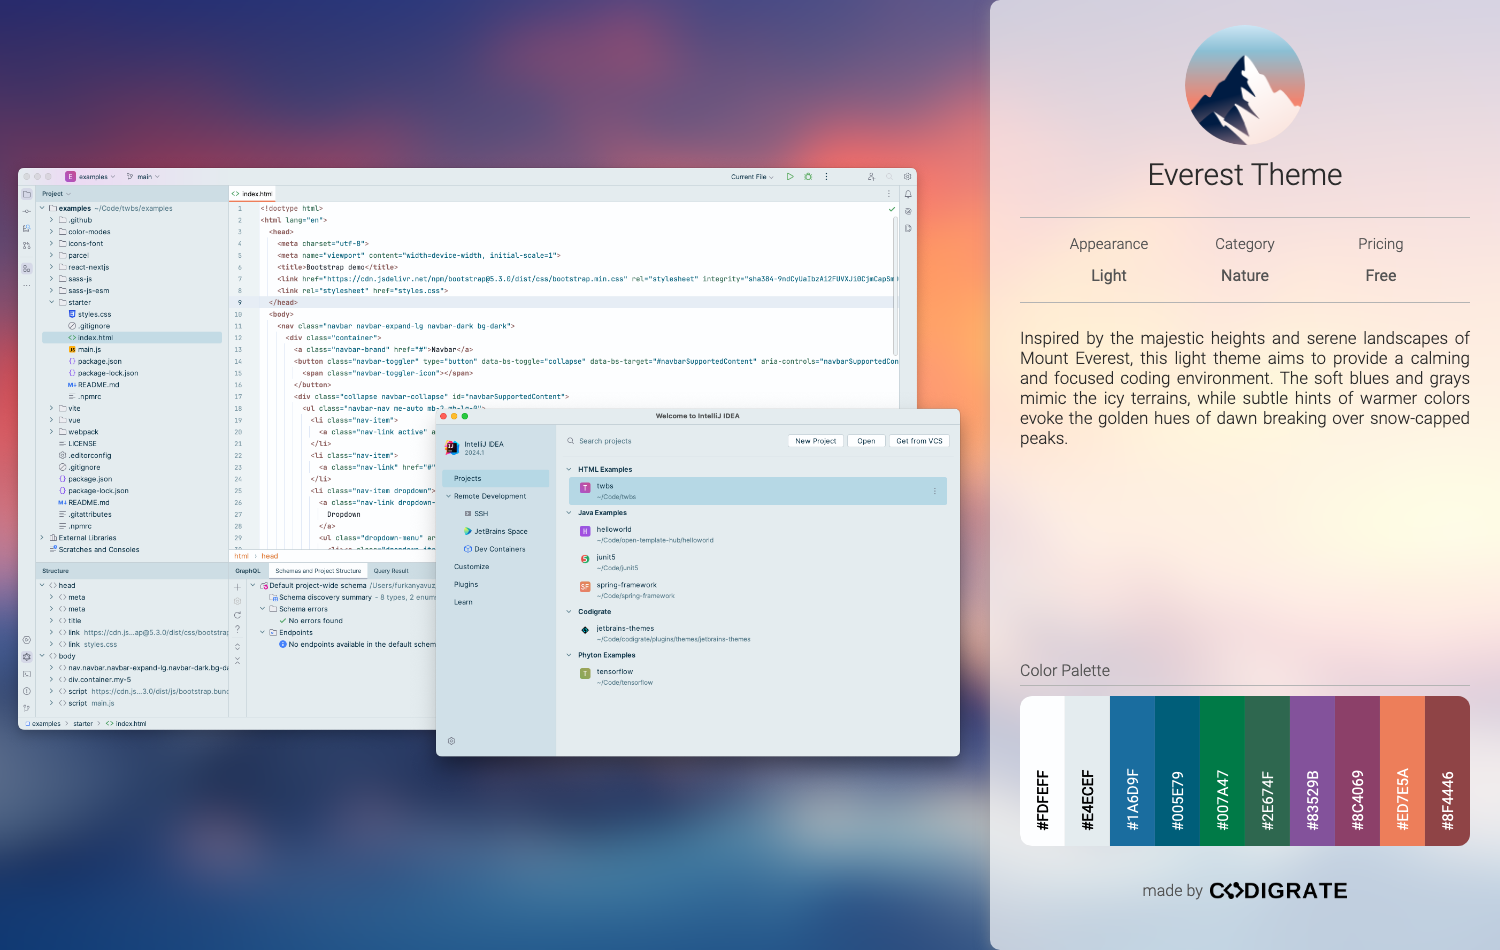 E examples main
Current File
Project
index.html
examples ~/Code/twbs/examples
.github
color-modes
icons-font
parcel
react-nextjs
sass-js
sass-js-esm
starter
styles.css
.gitignore
index.html
main.js
package.json
package-lock.json
README.md
.npmrc
vite
vue
webpack
LICENSE
.editorconfig
.gitignore
package.json
package-lock.json
README.md
.gitattributes
.npmrc
External Libraries
Scratches and Consoles
1 <!doctype html>
2 <html lang="en">
3 <head>
4 <meta charset="utf-8">
5 <meta name="viewport" content="width=device-width, initial-scale=1">
6 <title>Bootstrap demo</title>
7 <link href="https://cdn.jsdelivr.net/npm/bootstrap@5.3.0/dist/css/bootstrap.min.css" rel="stylesheet" integrity="sha384-9ndCyUaIbzAi2FUVXJi0CjmCapSm
8 <link rel="stylesheet" href="styles.css">
9 </head>
10 <body>
11 <nav class="navbar navbar-expand-lg navbar-dark bg-dark">
12 <div class="container">
13 <a class="navbar-brand" href="#">Navbar</a>
14 <button class="navbar-toggler" type="button" data-bs-toggle="collapse" data-bs-target="#navbarSupportedContent" aria-controls="navbarSupportedCon
15 <span class="navbar-toggler-icon"></span>
16 </button>
17 <div class="collapse navbar-collapse" id="navbarSupportedContent">
18 <ul class="navbar-nav me-auto mb-2 mb-lg-0">
19 <li class="nav-item">
20 <a class="nav-link active" a
21 </li>
22 <li class="nav-item">
23 <a class="nav-link" href="#"
24 </li>
25 <li class="nav-item dropdown">
26 <a class="nav-link dropdown-
27 Dropdown
28 </a>
29 <ul class="dropdown-menu" ar
html head
Structure
head
meta
meta
title
link https://cdn.js...ap@5.3.0/dist/css/bootstrap
link styles.css
body
nav.navbar.navbar-expand-lg.navbar-dark.bg-da
div.container.my-5
script https://cdn.js...3.0/dist/js/bootstrap.bund
script main.js
GraphQL Schemas and Project Structure Query Result
Default project-wide schema /Users/furkanyavuz
Schema discovery summary - 8 types, 2 enums
Schema errors
No errors found
Endpoints
No endpoints available in the default schem
examples starter index.html
Welcome to IntelliJ IDEA
IntelliJ IDEA
2024.1
Projects
Remote Development
SSH
JetBrains Space
Dev Containers
Customize
Plugins
Learn
Search projects
New Project
Open
Get from VCS
HTML Examples
T twbs
~/Code/twbs
Java Examples
H helloworld
~/Code/open-template-hub/helloworld
junit5
~/Code/junit5
SF spring-framework
~/Code/spring-framework
Codigrate
jetbrains-themes
~/Code/codigrate/plugins/themes/jetbrains-themes
Phyton Examples
T tensorflow
~/Code/tensorflow
Everest Theme
Appearance Category Pricing
Light Nature Free
Inspired by the majestic heights and serene landscapes of
Mount Everest, this light theme aims to provide a calming
and focused coding environment. The soft blues and grays
mimic the icy terrains, while subtle hints of warmer colors
evoke the golden hues of dawn breaking over snow-capped
peaks.
Color Palette
#FDFEFF
#E4ECEF
#1A6D9F
#005E79
#007A47
#2E674F
#83529B
#8C4069
#ED7E5A
#8F4446
made by CODIGRATE